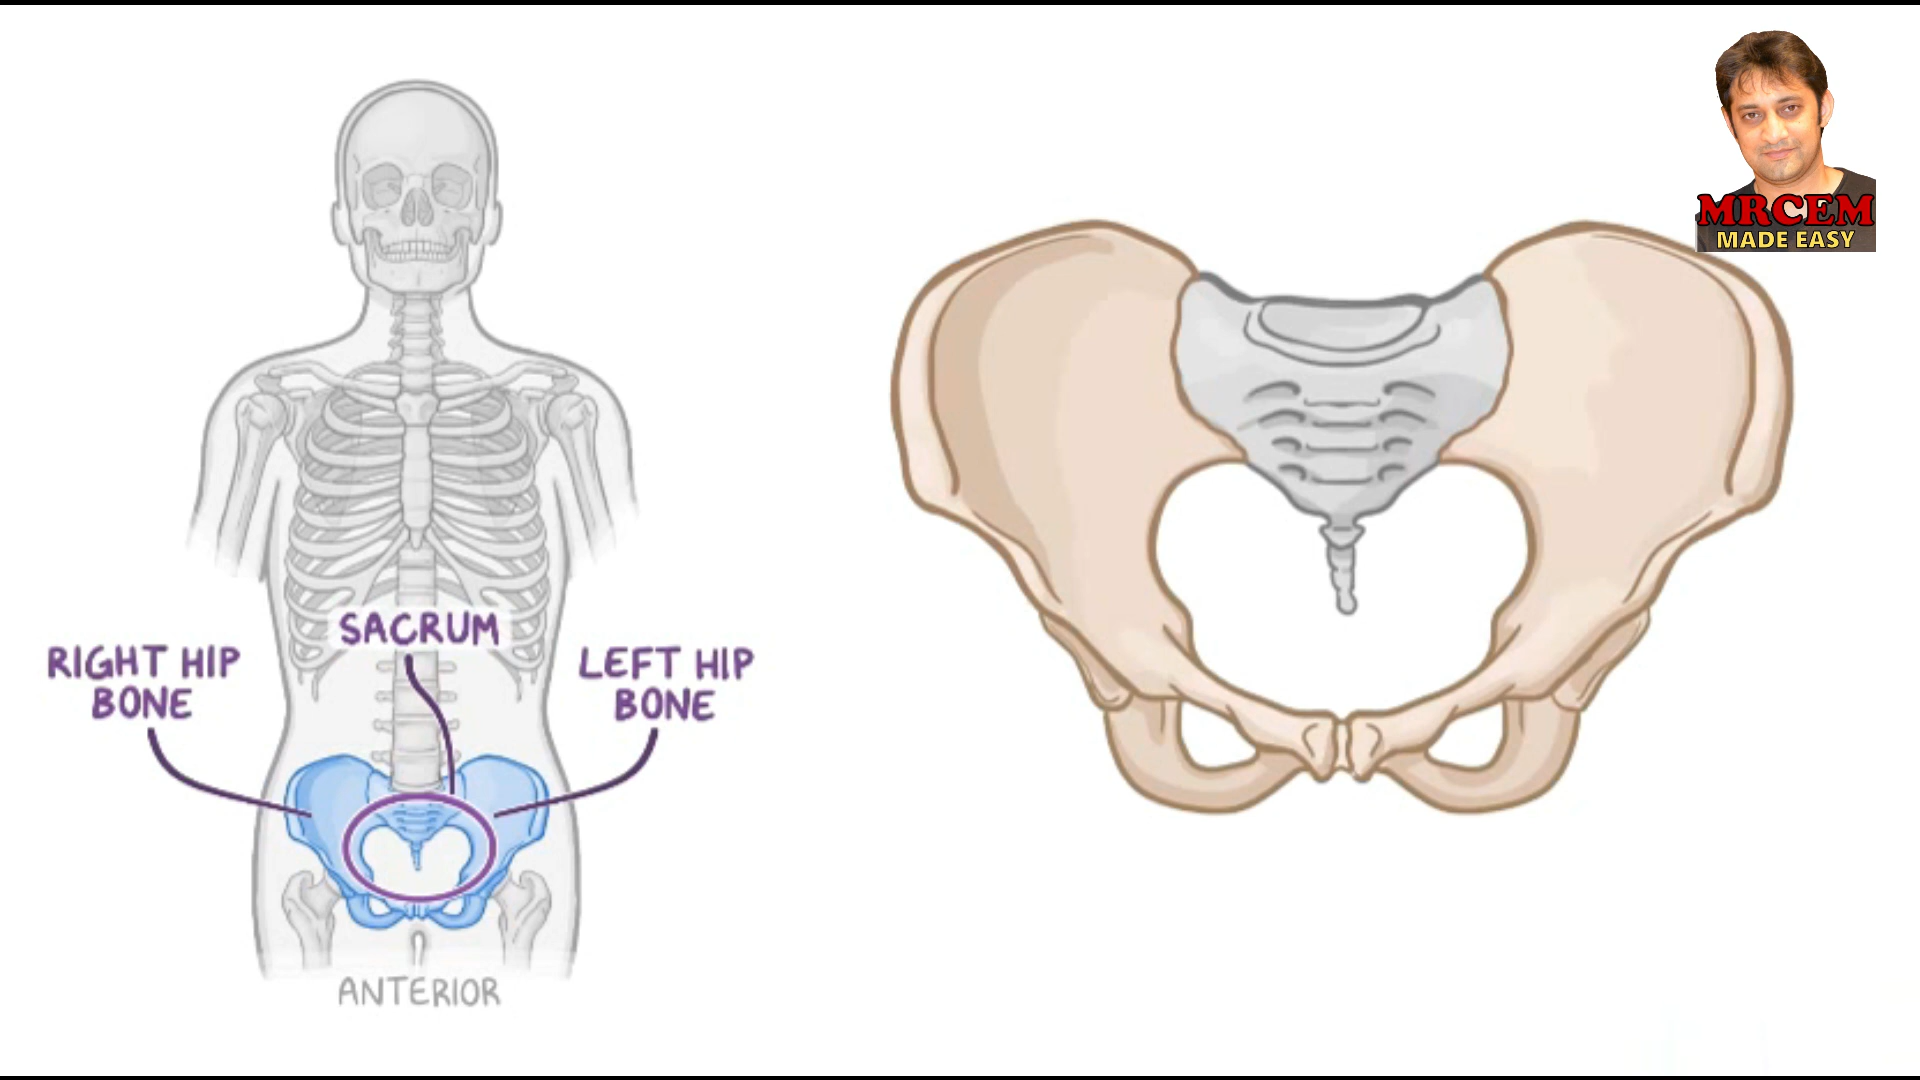 MRCEM
MADE EASY
SACRUM
RIGHT HIP
BONE
LEFT HIP
BONE
ANTERIOR